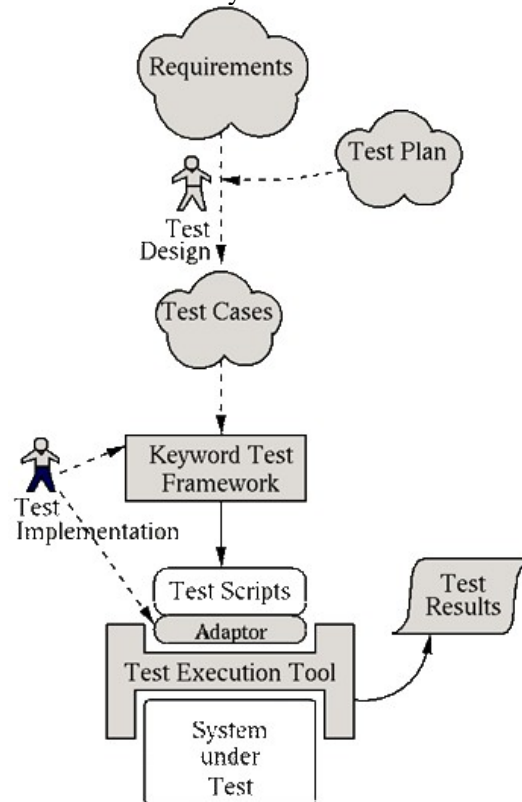 Requirements
Test Plan
Test
Design
Test Cases
Keyword Test
Framework
Test
Implementation
Test Scripts
Adaptor
Test
Results
Test Execution Tool
System
under
Test